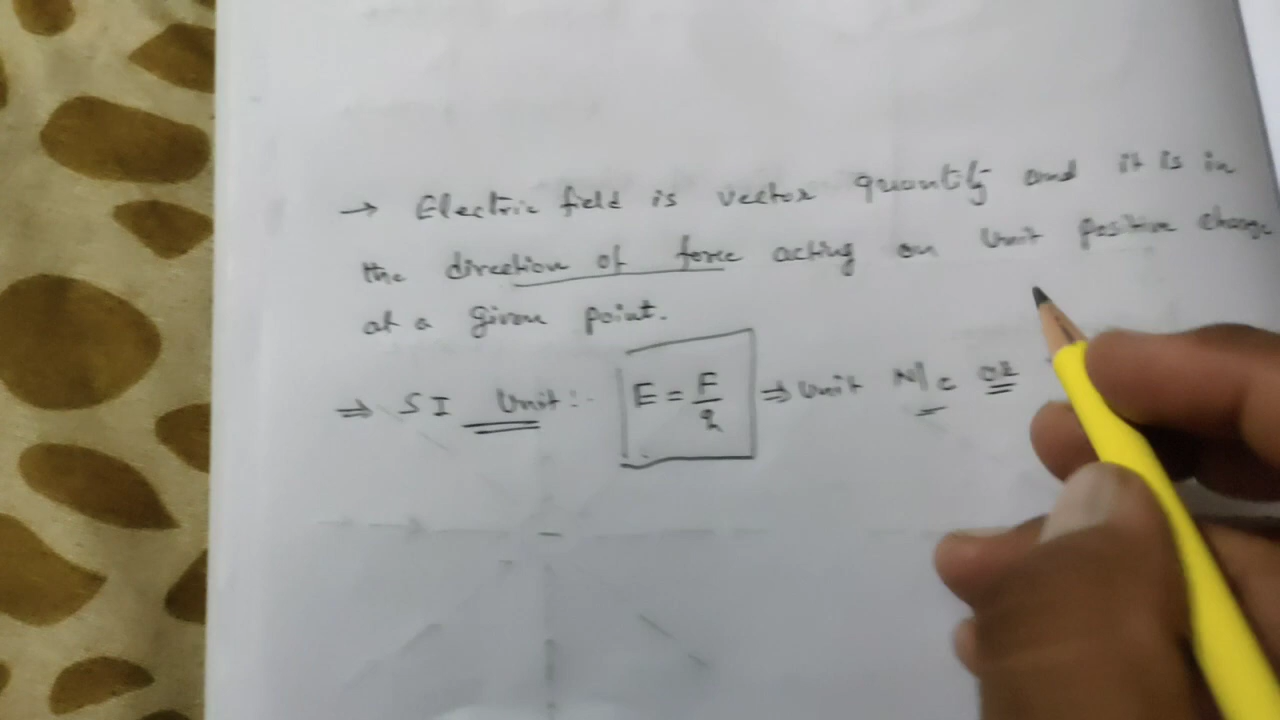 → Electric field is vector quantity and it is in
the direction of force acting on Unit positive charge
at a given point.
⇒ SI Unit:- E = F/q ⇒ Unit N/C OR